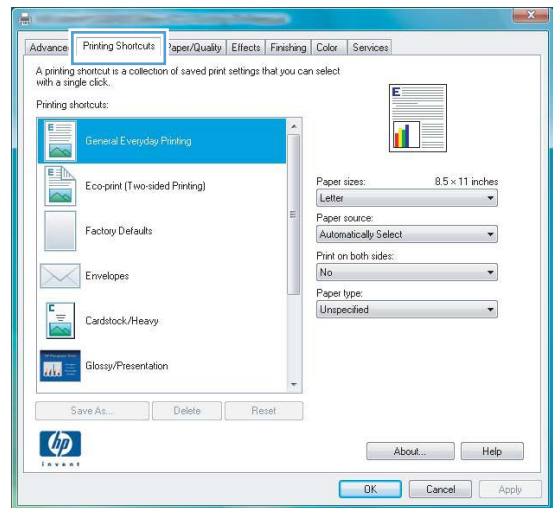 Advance
Printing Shortcuts
Paper/Quality
Effects
Finishing
Color
Services
A printing shortcut is a collection of saved print settings that you can select
with a single click.
Printing shortcuts:
General Everyday Printing
Eco-print (Two-sided Printing)
Factory Defaults
Envelopes
Cardstock/Heavy
Glossy/Presentation
E
Paper sizes: 8.5 × 11 inches
Letter
Paper source:
Automatically Select
Print on both sides:
No
Paper type:
Unspecified
Save As...
Delete
Reset
hp
invent
About...
Help
OK
Cancel
Apply